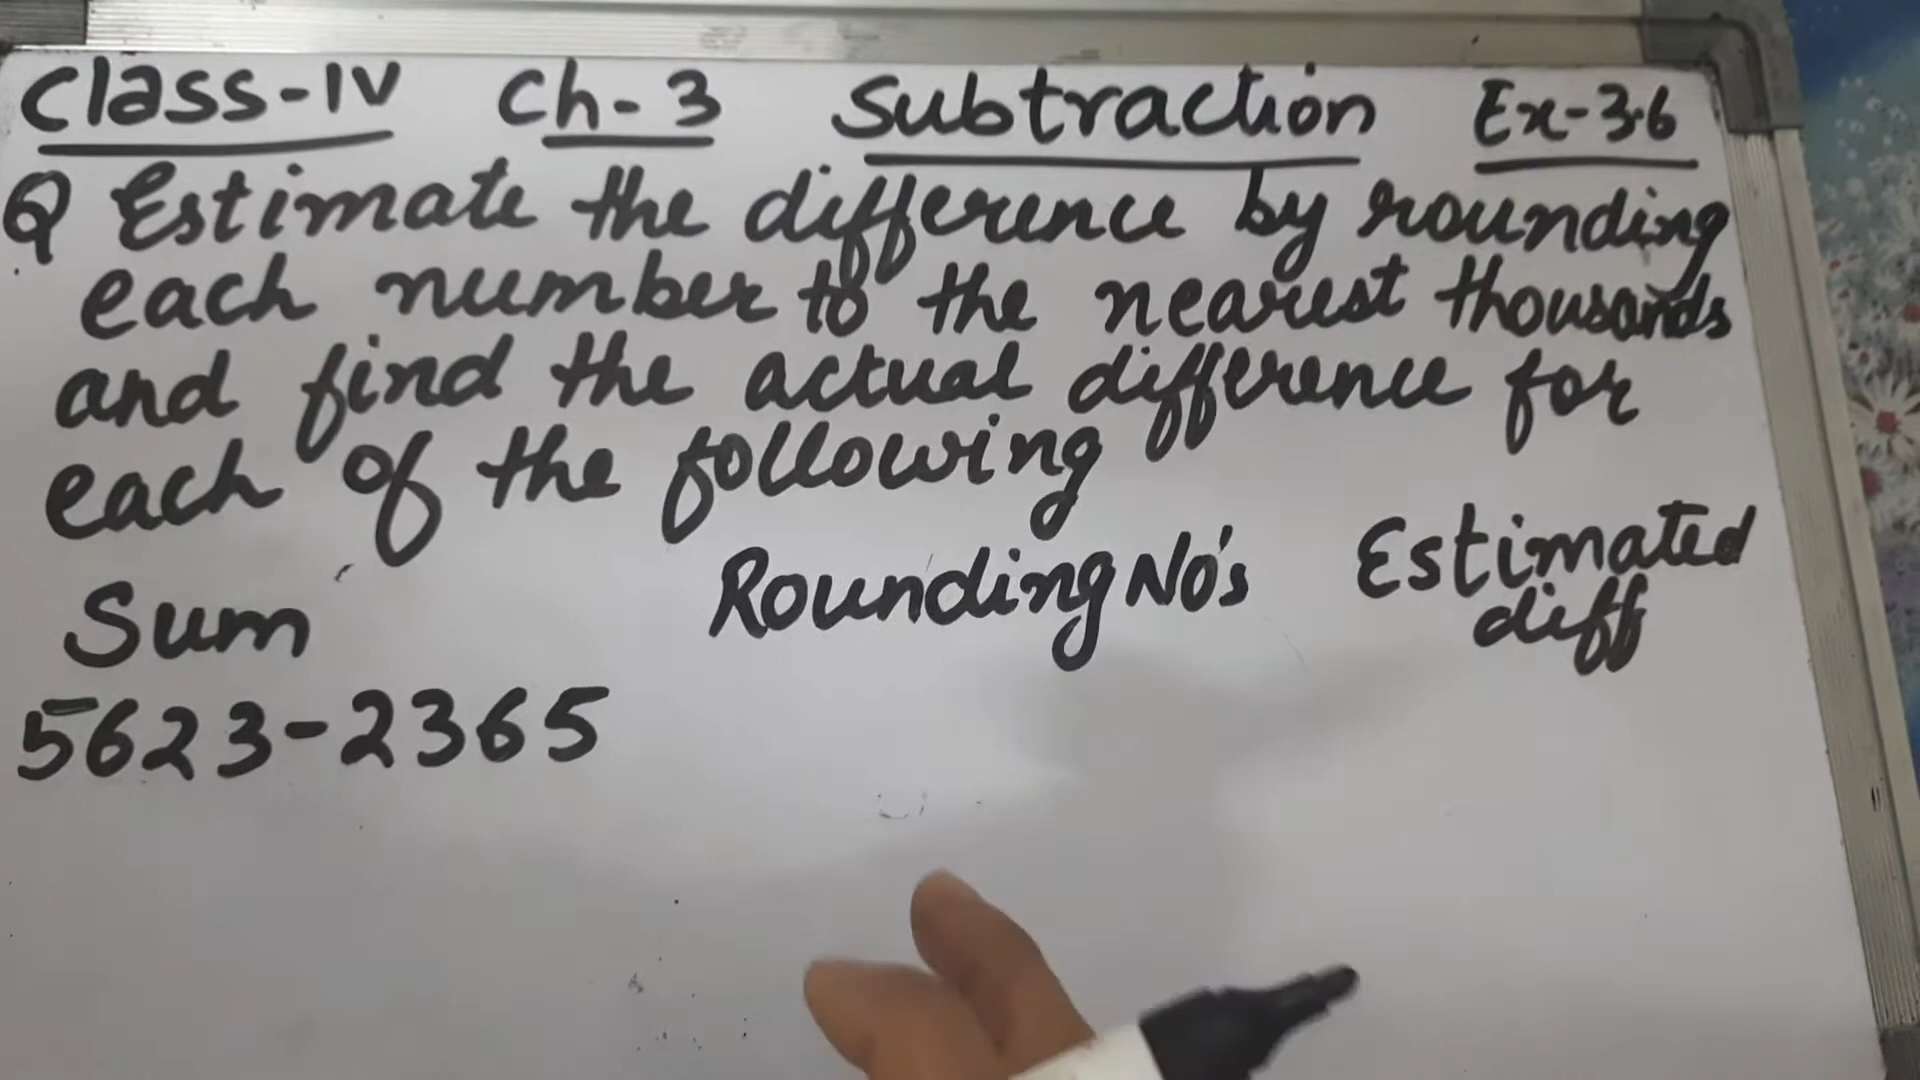 Class-IV Ch-3 Subtraction Ex-3.6
Q Estimate the difference by rounding
each number to the nearest thousands
and find the actual difference for
each of the following
Sum Rounding No's Estimated diff
5623-2365